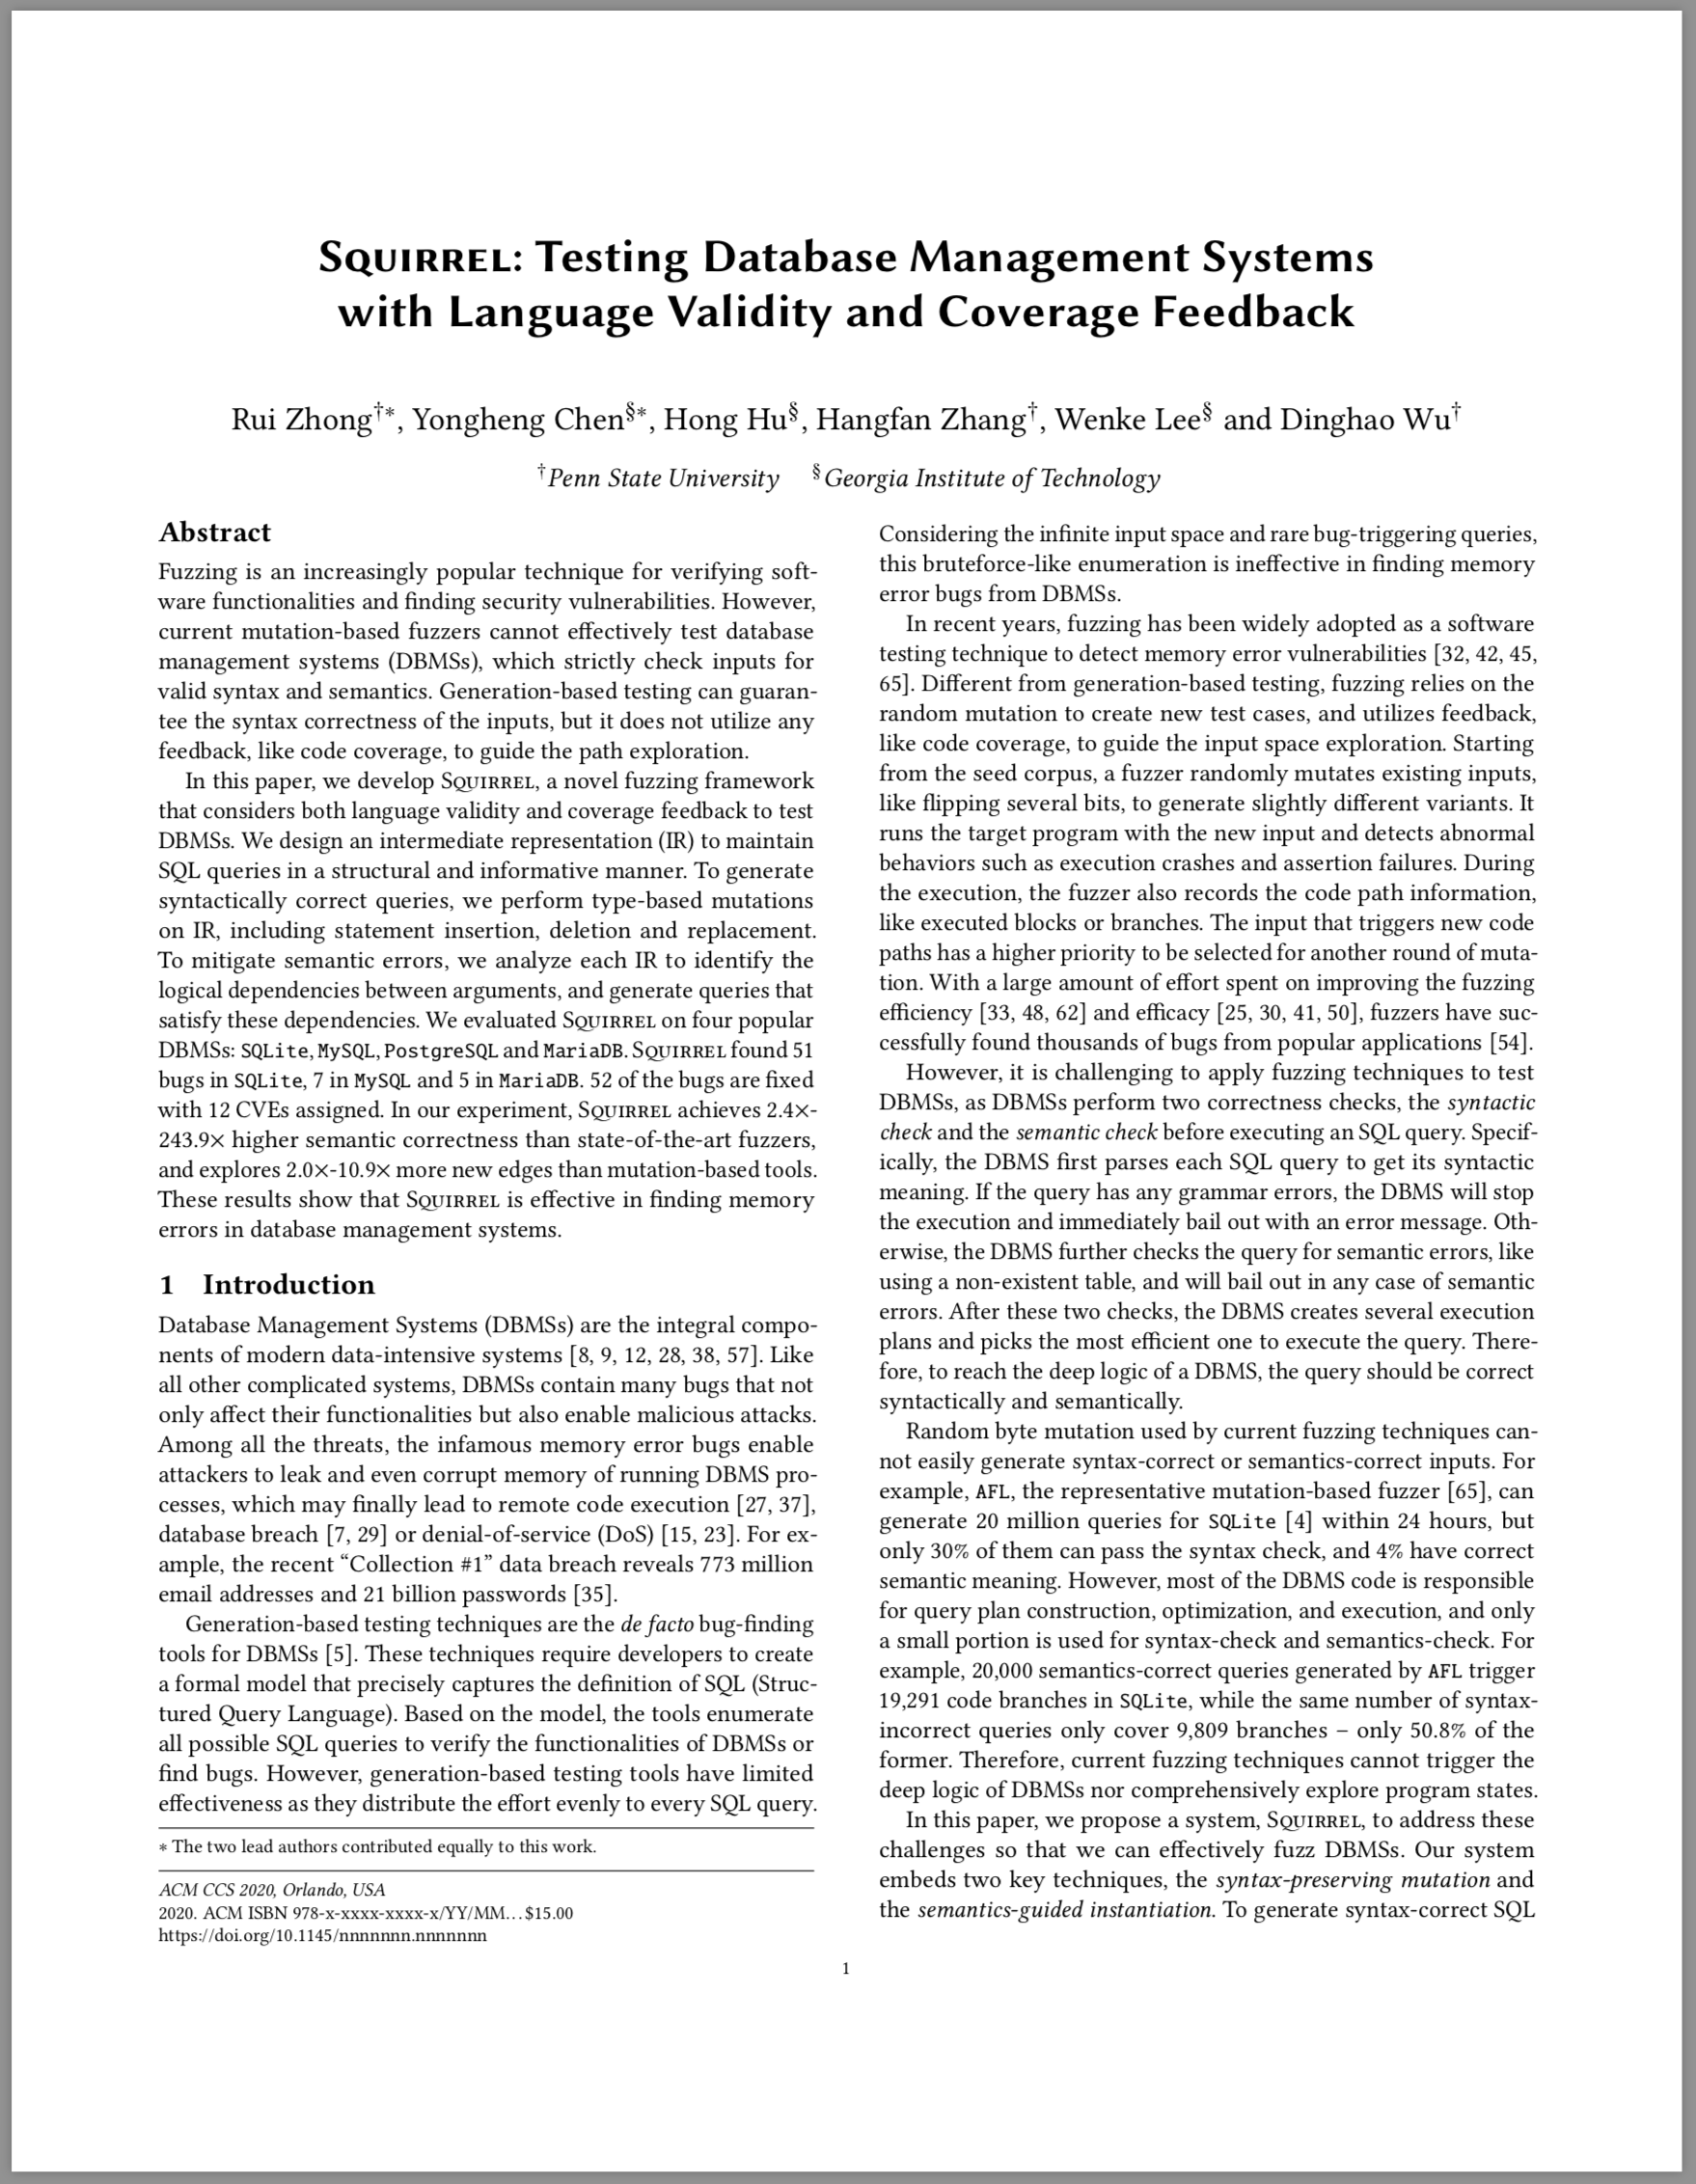 SQUIRREL: Testing Database Management Systems
with Language Validity and Coverage Feedback
Rui Zhong†*, Yongheng Chen§*, Hong Hu§, Hangfan Zhang†, Wenke Lee§ and Dinghao Wu†
†Penn State University §Georgia Institute of Technology
Abstract
Fuzzing is an increasingly popular technique for verifying soft-
ware functionalities and finding security vulnerabilities. However,
current mutation-based fuzzers cannot effectively test database
management systems (DBMSs), which strictly check inputs for
valid syntax and semantics. Generation-based testing can guaran-
tee the syntax correctness of the inputs, but it does not utilize any
feedback, like code coverage, to guide the path exploration.
In this paper, we develop SQUIRREL, a novel fuzzing framework
that considers both language validity and coverage feedback to test
DBMSs. We design an intermediate representation (IR) to maintain
SQL queries in a structural and informative manner. To generate
syntactically correct queries, we perform type-based mutations
on IR, including statement insertion, deletion and replacement.
To mitigate semantic errors, we analyze each IR to identify the
logical dependencies between arguments, and generate queries that
satisfy these dependencies. We evaluated SQUIRREL on four popular
DBMSs: SQLite, MySQL, PostgreSQL and MariaDB. SQUIRREL found 51
bugs in SQLite, 7 in MySQL and 5 in MariaDB. 52 of the bugs are fixed
with 12 CVEs assigned. In our experiment, SQUIRREL achieves 2.4×-
243.9× higher semantic correctness than state-of-the-art fuzzers,
and explores 2.0×-10.9× more new edges than mutation-based tools.
These results show that SQUIRREL is effective in finding memory
errors in database management systems.
1 Introduction
Database Management Systems (DBMSs) are the integral compo-
nents of modern data-intensive systems [8, 9, 12, 28, 38, 57]. Like
all other complicated systems, DBMSs contain many bugs that not
only affect their functionalities but also enable malicious attacks.
Among all the threats, the infamous memory error bugs enable
attackers to leak and even corrupt memory of running DBMS pro-
cesses, which may finally lead to remote code execution [27, 37],
database breach [7, 29] or denial-of-service (DoS) [15, 23]. For ex-
ample, the recent “Collection #1” data breach reveals 773 million
email addresses and 21 billion passwords [35].
Generation-based testing techniques are the de facto bug-finding
tools for DBMSs [5]. These techniques require developers to create
a formal model that precisely captures the definition of SQL (Struc-
tured Query Language). Based on the model, the tools enumerate
all possible SQL queries to verify the functionalities of DBMSs or
find bugs. However, generation-based testing tools have limited
effectiveness as they distribute the effort evenly to every SQL query.
* The two lead authors contributed equally to this work.
ACM CCS 2020, Orlando, USA
2020. ACM ISBN 978-x-xxxx-xxxx-x/YY/MM...$15.00
https://doi.org/10.1145/nnnnnnn.nnnnnnn
Considering the infinite input space and rare bug-triggering queries,
this bruteforce-like enumeration is ineffective in finding memory
error bugs from DBMSs.
In recent years, fuzzing has been widely adopted as a software
testing technique to detect memory error vulnerabilities [32, 42, 45,
65]. Different from generation-based testing, fuzzing relies on the
random mutation to create new test cases, and utilizes feedback,
like code coverage, to guide the input space exploration. Starting
from the seed corpus, a fuzzer randomly mutates existing inputs,
like flipping several bits, to generate slightly different variants. It
runs the target program with the new input and detects abnormal
behaviors such as execution crashes and assertion failures. During
the execution, the fuzzer also records the code path information,
like executed blocks or branches. The input that triggers new code
paths has a higher priority to be selected for another round of muta-
tion. With a large amount of effort spent on improving the fuzzing
efficiency [33, 48, 62] and efficacy [25, 30, 41, 50], fuzzers have suc-
cessfully found thousands of bugs from popular applications [54].
However, it is challenging to apply fuzzing techniques to test
DBMSs, as DBMSs perform two correctness checks, the syntactic
check and the semantic check before executing an SQL query. Specif-
ically, the DBMS first parses each SQL query to get its syntactic
meaning. If the query has any grammar errors, the DBMS will stop
the execution and immediately bail out with an error message. Oth-
erwise, the DBMS further checks the query for semantic errors, like
using a non-existent table, and will bail out in any case of semantic
errors. After these two checks, the DBMS creates several execution
plans and picks the most efficient one to execute the query. There-
fore, to reach the deep logic of a DBMS, the query should be correct
syntactically and semantically.
Random byte mutation used by current fuzzing techniques can-
not easily generate syntax-correct or semantics-correct inputs. For
example, AFL, the representative mutation-based fuzzer [65], can
generate 20 million queries for SQLite [4] within 24 hours, but
only 30% of them can pass the syntax check, and 4% have correct
semantic meaning. However, most of the DBMS code is responsible
for query plan construction, optimization, and execution, and only
a small portion is used for syntax-check and semantics-check. For
example, 20,000 semantics-correct queries generated by AFL trigger
19,291 code branches in SQLite, while the same number of syntax-
incorrect queries only cover 9,809 branches – only 50.8% of the
former. Therefore, current fuzzing techniques cannot trigger the
deep logic of DBMSs nor comprehensively explore program states.
In this paper, we propose a system, SQUIRREL, to address these
challenges so that we can effectively fuzz DBMSs. Our system
embeds two key techniques, the syntax-preserving mutation and
the semantics-guided instantiation. To generate syntax-correct SQL
1